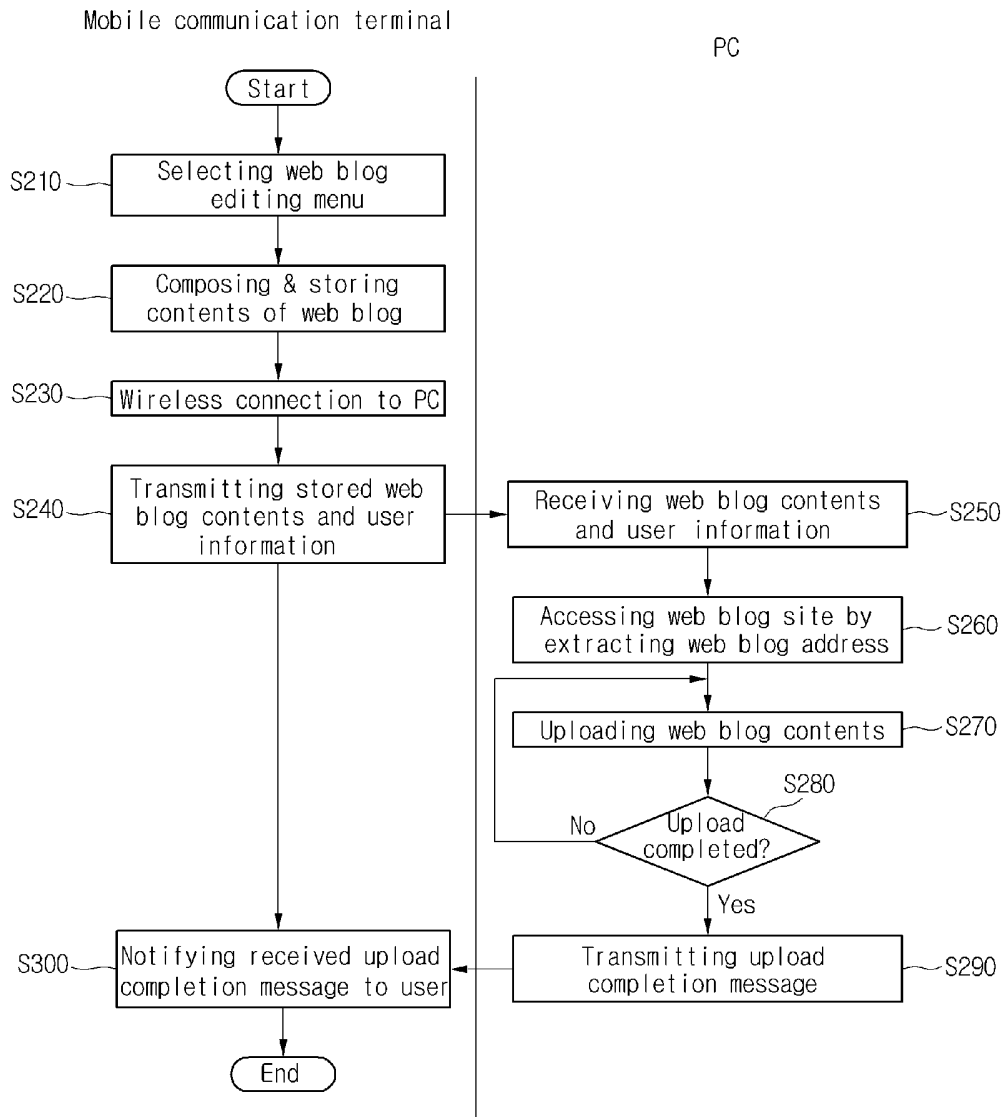 Mobile communication terminal
PC
Start
S210
Selecting web blog
editing menu
S220
Composing & storing
contents of web blog
S230
Wireless connection to PC
S240
Transmitting stored web
blog contents and user
information
Receiving web blog contents
and user information
S250
Accessing web blog site by
extracting web blog address
S260
Uploading web blog contents
S270
S280
Upload
completed?
No
Yes
S300
Notifying received upload
completion message to user
Transmitting upload
completion message
S290
End